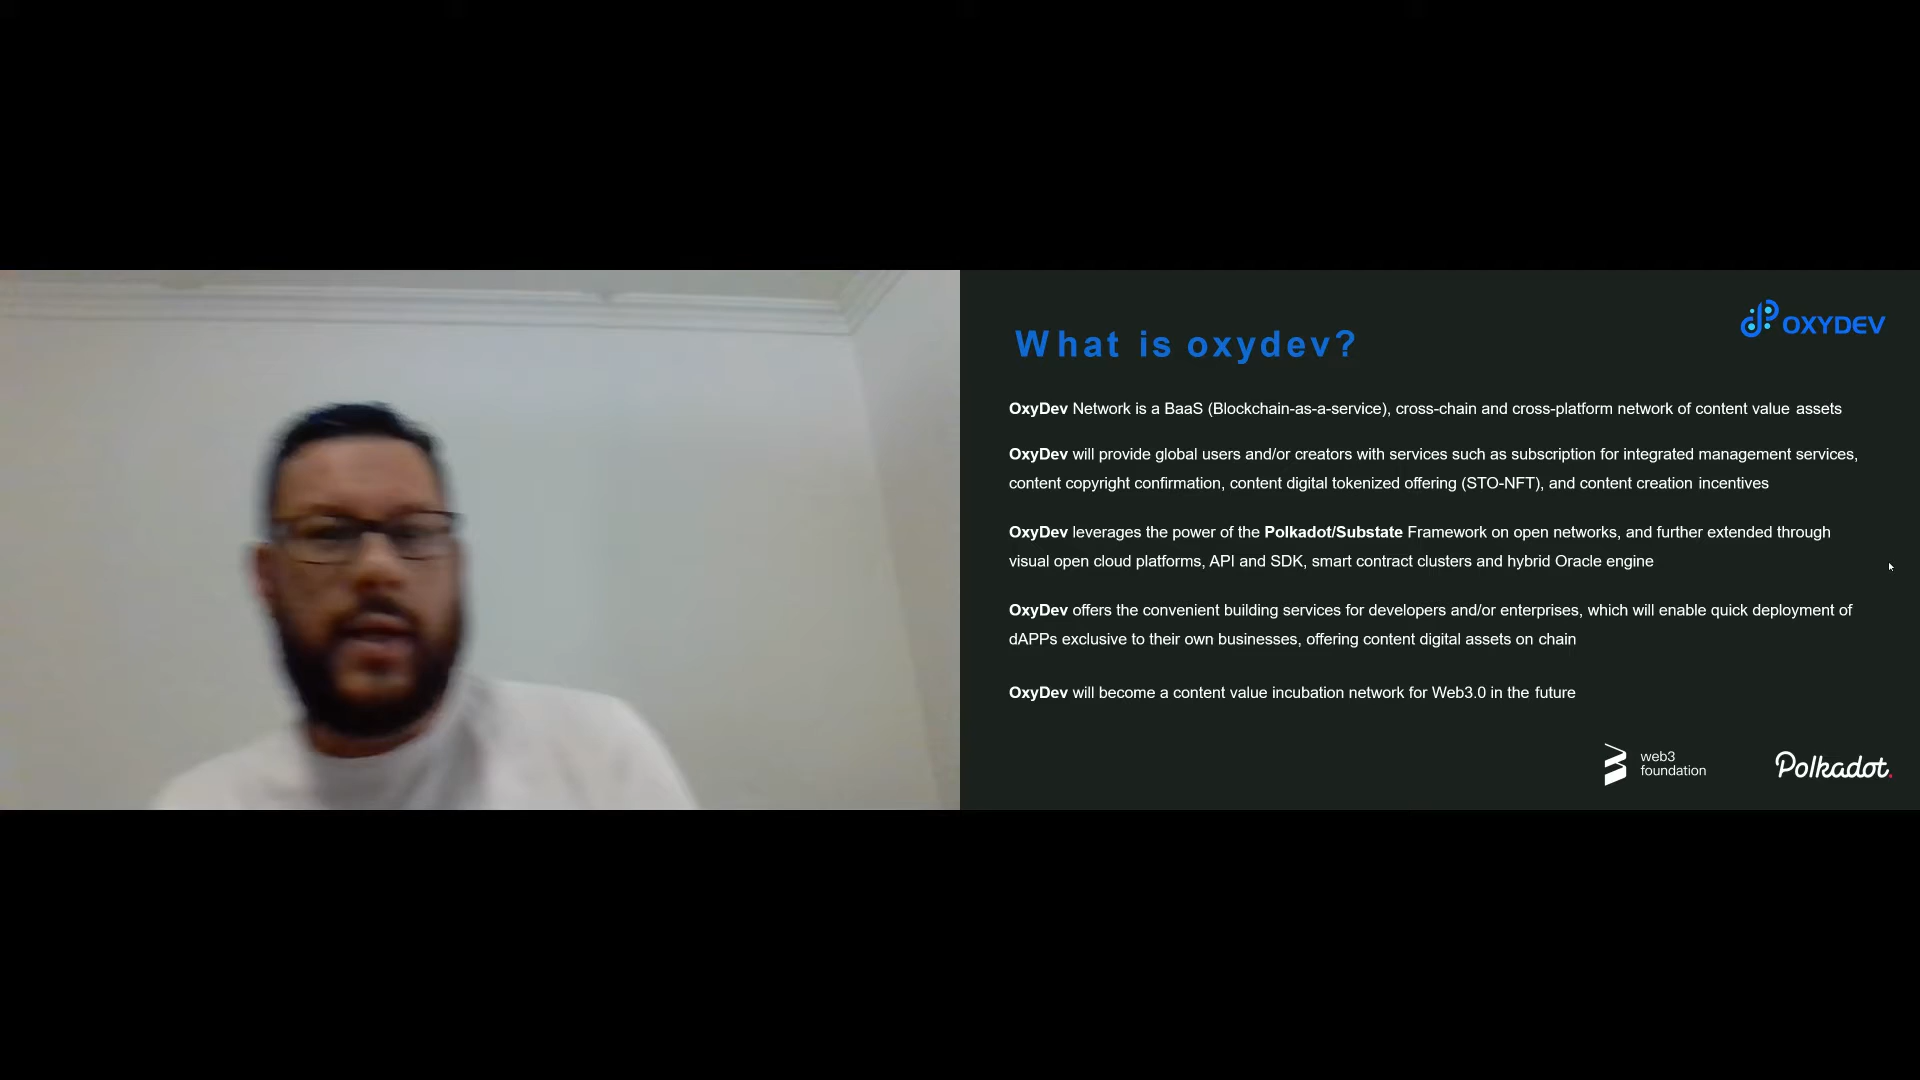 OXYDEV
What is oxydev?
OxyDev Network is a BaaS (Blockchain-as-a-service), cross-chain and cross-platform network of content value assets
OxyDev will provide global users and/or creators with services such as subscription for integrated management services,
content copyright confirmation, content digital tokenized offering (STO-NFT), and content creation incentives
OxyDev leverages the power of the Polkadot/Substate Framework on open networks, and further extended through
visual open cloud platforms, API and SDK, smart contract clusters and hybrid Oracle engine
OxyDev offers the convenient building services for developers and/or enterprises, which will enable quick deployment of
dAPPs exclusive to their own businesses, offering content digital assets on chain
OxyDev will become a content value incubation network for Web3.0 in the future
web3
foundation
Polkadot.